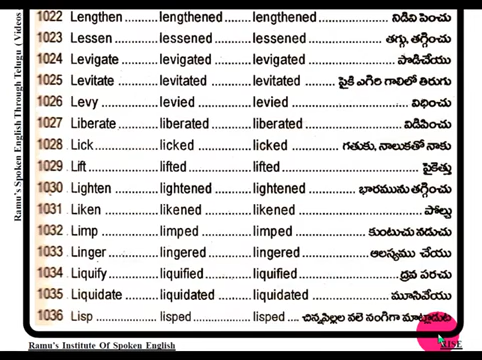 1022 Lengthen ........ lengthened ........ lengthened ........ నిడివి పెంచు
1023 Lessen ........ lessened ........ lessened ........ తగ్గు, తగ్గించు
1024 Levigate ........ levigated ........ levigated ........ పొడిచేయు
1025 Levitate ........ levitated ........ levitated ........ పైకి ఎగిరి గాలిలో తిరుగు
1026 Levy ........ levied ........ levied ........ విధించు
1027 Liberate ........ liberated ........ liberated ........ విడిపించు
1028 Lick ........ licked ........ licked ........ గతుకు, నాలుకతో నాకు
1029 Lift ........ lifted ........ lifted ........ పైకెత్తు
1030 Lighten ........ lightened ........ lightened ........ భారమును తగ్గించు
1031 Liken ........ likened ........ likened ........ పోల్చు
1032 Limp ........ limped ........ limped ........ కుంటుచు నడుచు
1033 Linger ........ lingered ........ lingered ........ ఆలస్యము చేయు
1034 Liquify ........ liquified ........ liquified ........ ద్రవ పరచు
1035 Liquidate ........ liquidated ........ liquidated ........ మూసివేయు
1036 Lisp ........ lisped ........ lisped .... చిన్నపిల్లల వలె నంగిగా మాట్లాడుట
Ramu's Spoken English Through Telugu ( Videos
Ramu's Institute Of Spoken English
RISE